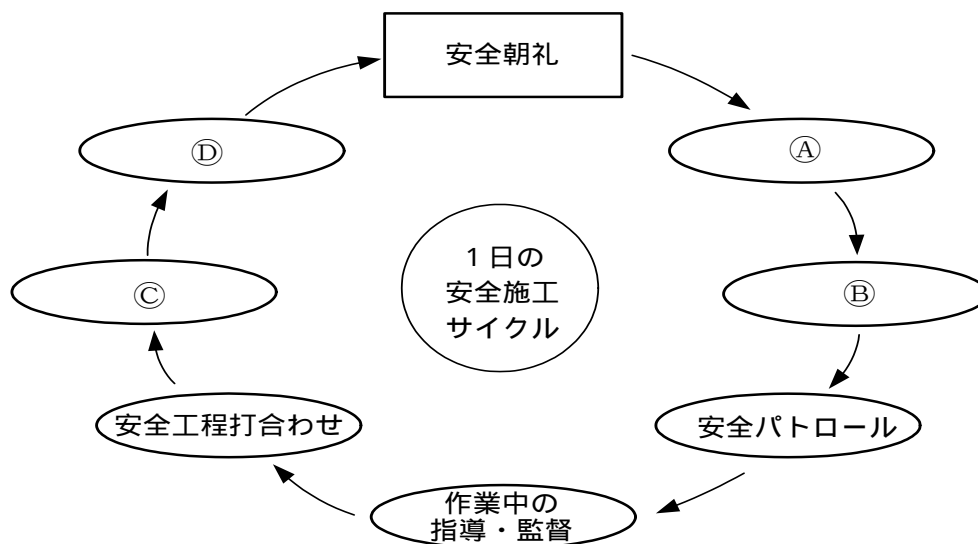 安全朝礼
Ⓓ
Ⓐ
1日の
安全施工
サイクル
Ⓒ
Ⓑ
安全工程打合わせ
安全パトロール
作業中の
指導・監督